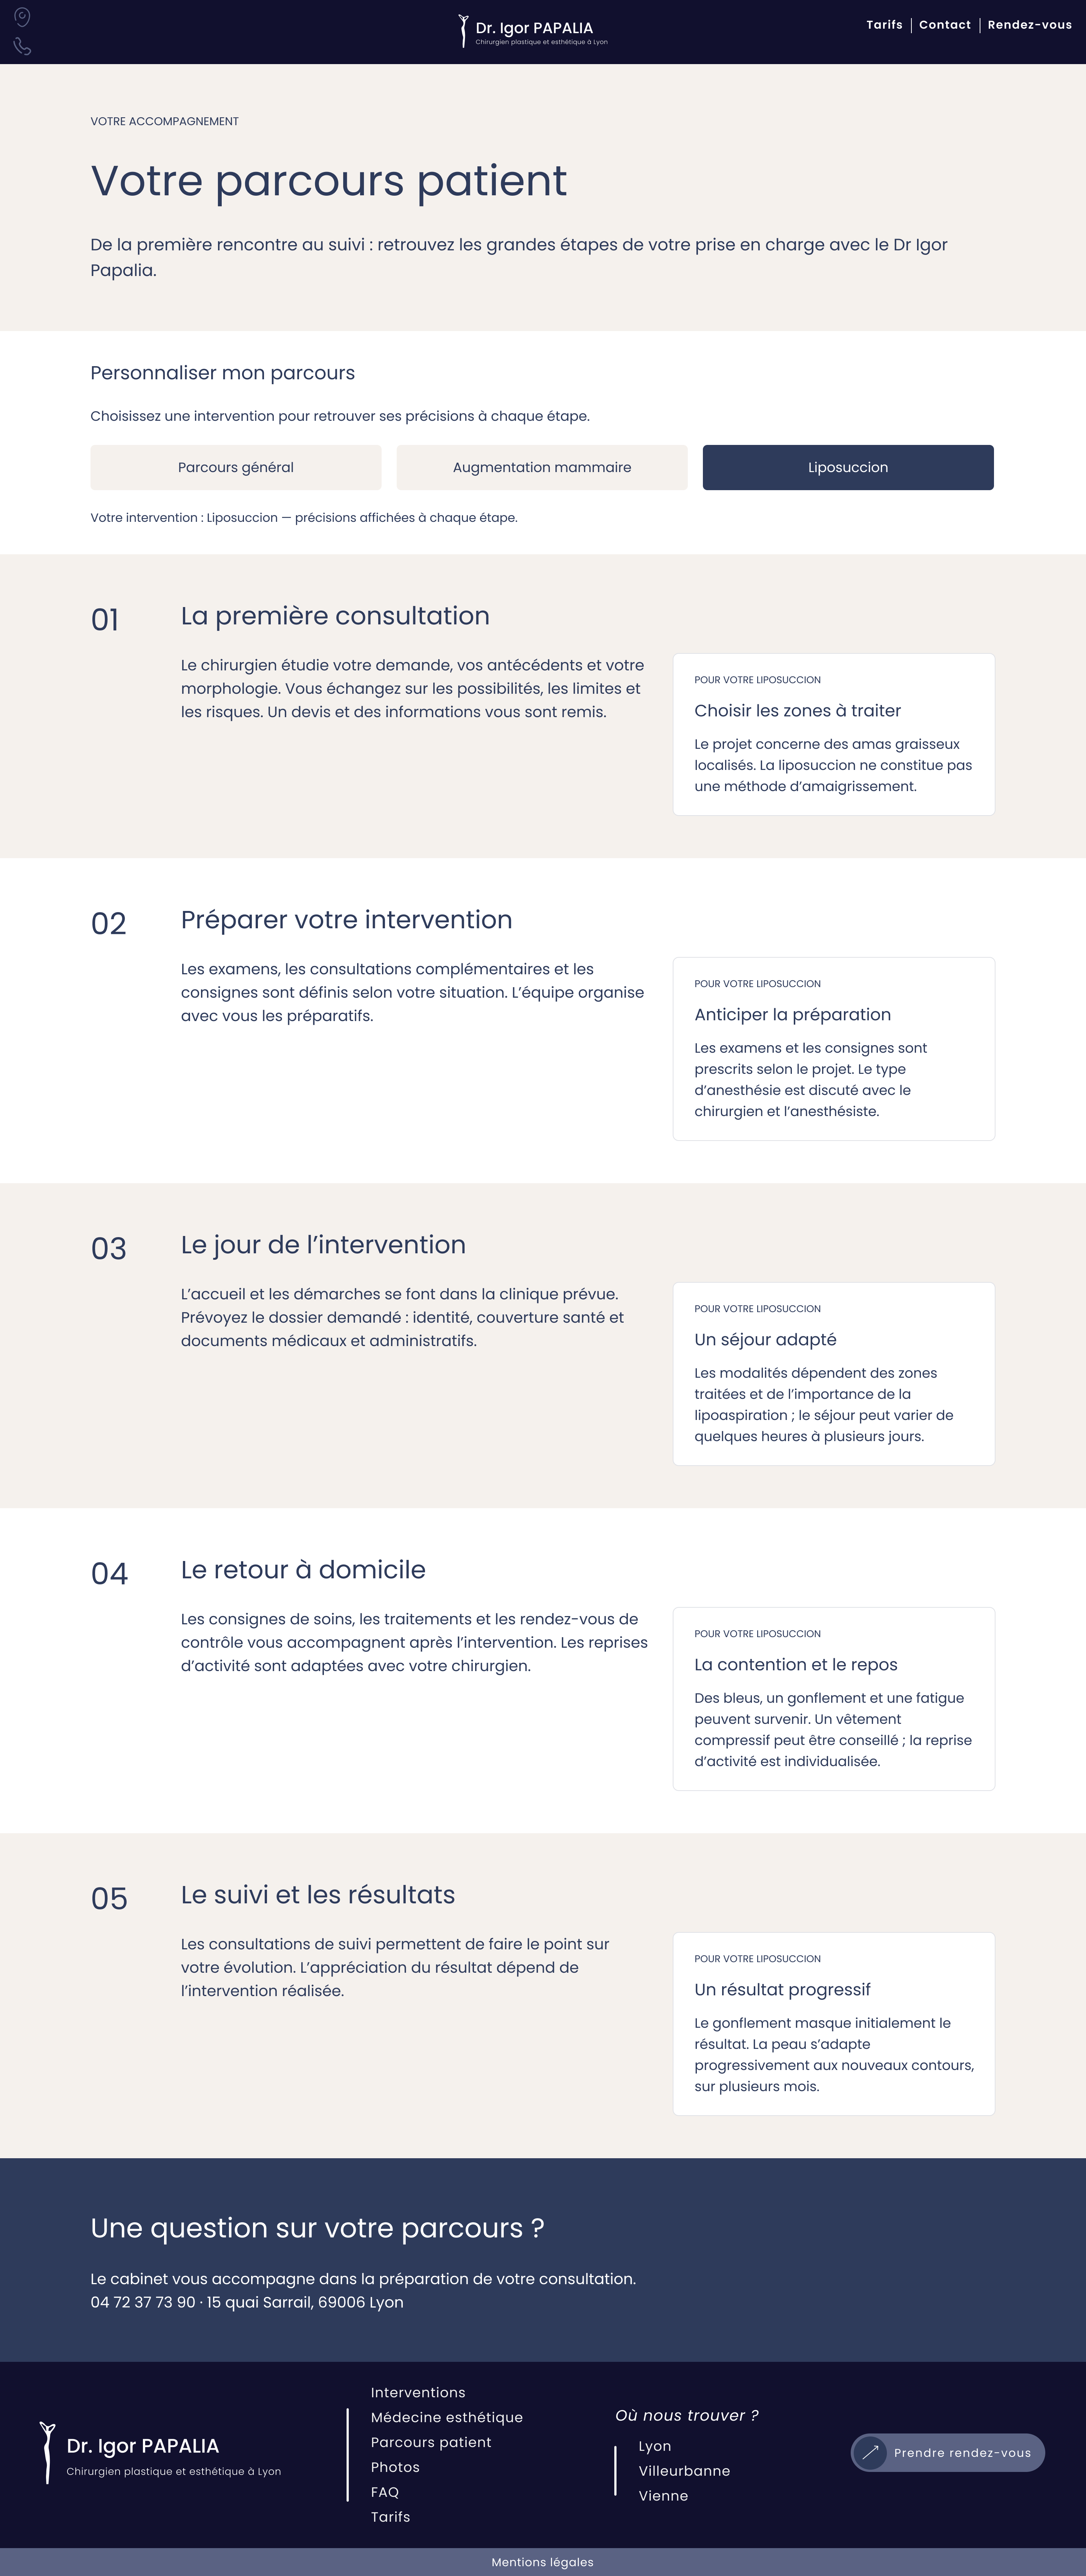 Dr. Igor PAPALIA
Chirurgien plastique et esthétique à Lyon
Tarifs
Contact
Rendez-vous
VOTRE ACCOMPAGNEMENT
Votre parcours patient
De la première rencontre au suivi : retrouvez les grandes étapes de votre prise en charge avec le Dr Igor
Papalia.
Personnaliser mon parcours
Choisissez une intervention pour retrouver ses précisions à chaque étape.
Parcours général
Augmentation mammaire
Liposuccion
Votre intervention : Liposuccion — précisions affichées à chaque étape.
01
La première consultation
Le chirurgien étudie votre demande, vos antécédents et votre
morphologie. Vous échangez sur les possibilités, les limites et
les risques. Un devis et des informations vous sont remis.
POUR VOTRE LIPOSUCCION
Choisir les zones à traiter
Le projet concerne des amas graisseux
localisés. La liposuccion ne constitue pas
une méthode d’amaigrissement.
02
Préparer votre intervention
Les examens, les consultations complémentaires et les
consignes sont définis selon votre situation. L’équipe organise
avec vous les préparatifs.
POUR VOTRE LIPOSUCCION
Anticiper la préparation
Les examens et les consignes sont
prescrits selon le projet. Le type
d’anesthésie est discuté avec le
chirurgien et l’anesthésiste.
03
Le jour de l’intervention
L’accueil et les démarches se font dans la clinique prévue.
Prévoyez le dossier demandé : identité, couverture santé et
documents médicaux et administratifs.
POUR VOTRE LIPOSUCCION
Un séjour adapté
Les modalités dépendent des zones
traitées et de l’importance de la
lipoaspiration ; le séjour peut varier de
quelques heures à plusieurs jours.
04
Le retour à domicile
Les consignes de soins, les traitements et les rendez-vous de
contrôle vous accompagnent après l’intervention. Les reprises
d’activité sont adaptées avec votre chirurgien.
POUR VOTRE LIPOSUCCION
La contention et le repos
Des bleus, un gonflement et une fatigue
peuvent survenir. Un vêtement
compressif peut être conseillé ; la reprise
d’activité est individualisée.
05
Le suivi et les résultats
Les consultations de suivi permettent de faire le point sur
votre évolution. L’appréciation du résultat dépend de
l’intervention réalisée.
POUR VOTRE LIPOSUCCION
Un résultat progressif
Le gonflement masque initialement le
résultat. La peau s’adapte
progressivement aux nouveaux contours,
sur plusieurs mois.
Une question sur votre parcours ?
Le cabinet vous accompagne dans la préparation de votre consultation.
04 72 37 73 90 · 15 quai Sarrail, 69006 Lyon
Dr. Igor PAPALIA
Chirurgien plastique et esthétique à Lyon
Interventions
Médecine esthétique
Parcours patient
Photos
FAQ
Tarifs
Où nous trouver ?
Lyon
Villeurbanne
Vienne
Prendre rendez-vous
Mentions légales